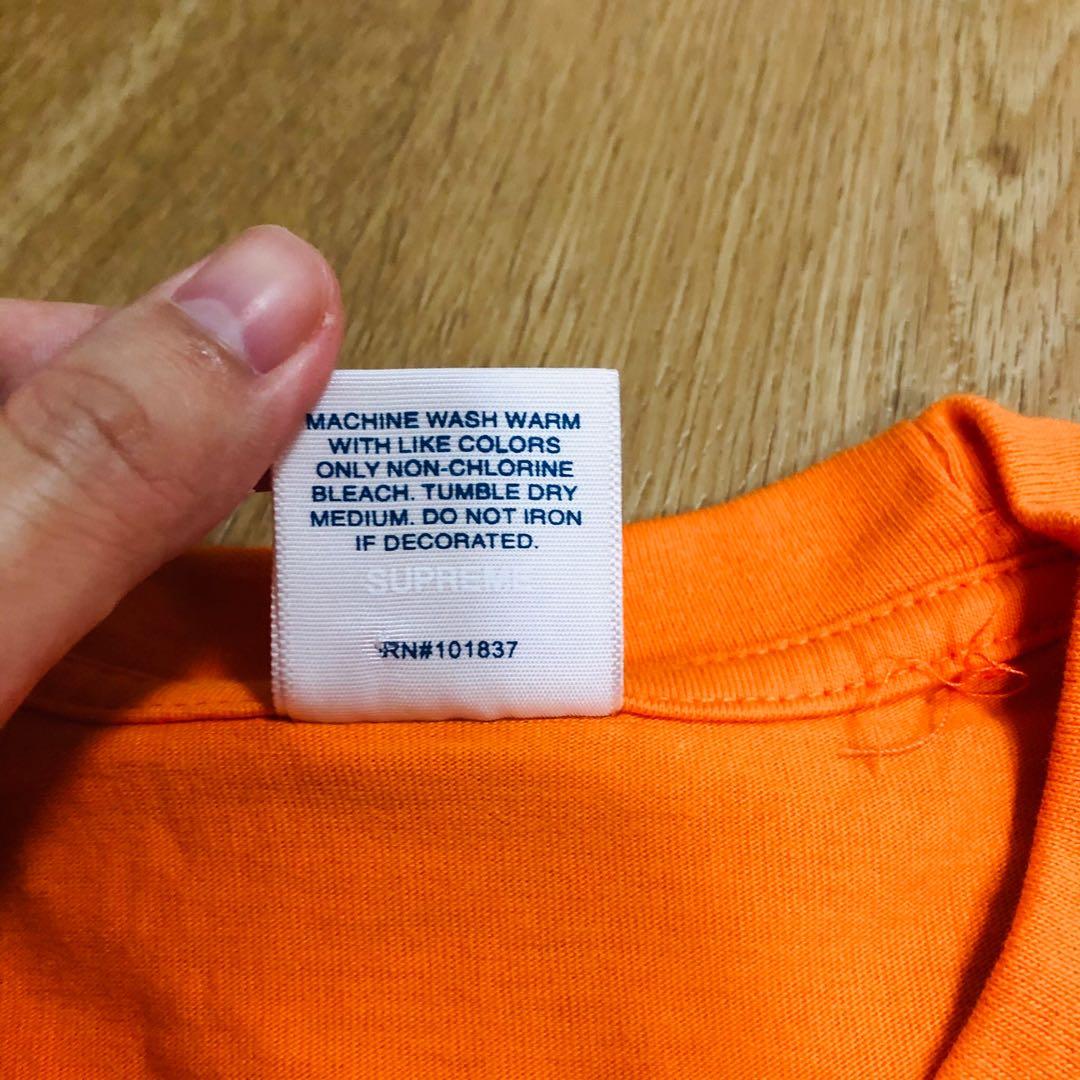 MACHINE WASH WARM
WITH LIKE COLORS
ONLY NON-CHLORINE
BLEACH. TUMBLE DRY
MEDIUM. DO NOT IRON
IF DECORATED.
SUPREME
RN#101837